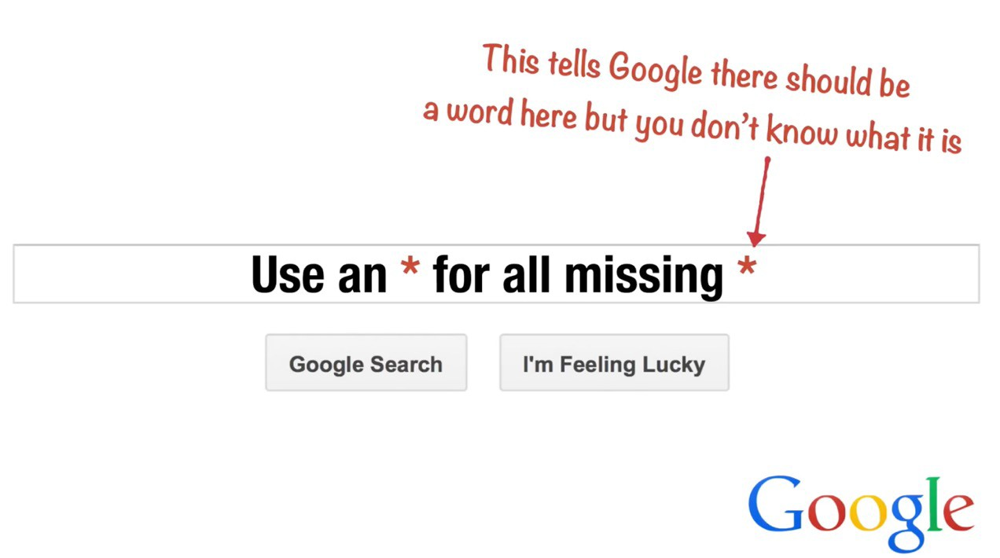 This tells Google there should be
a word here but you don't know what it is
Use an * for all missing *
Google Search
I'm Feeling Lucky
Google